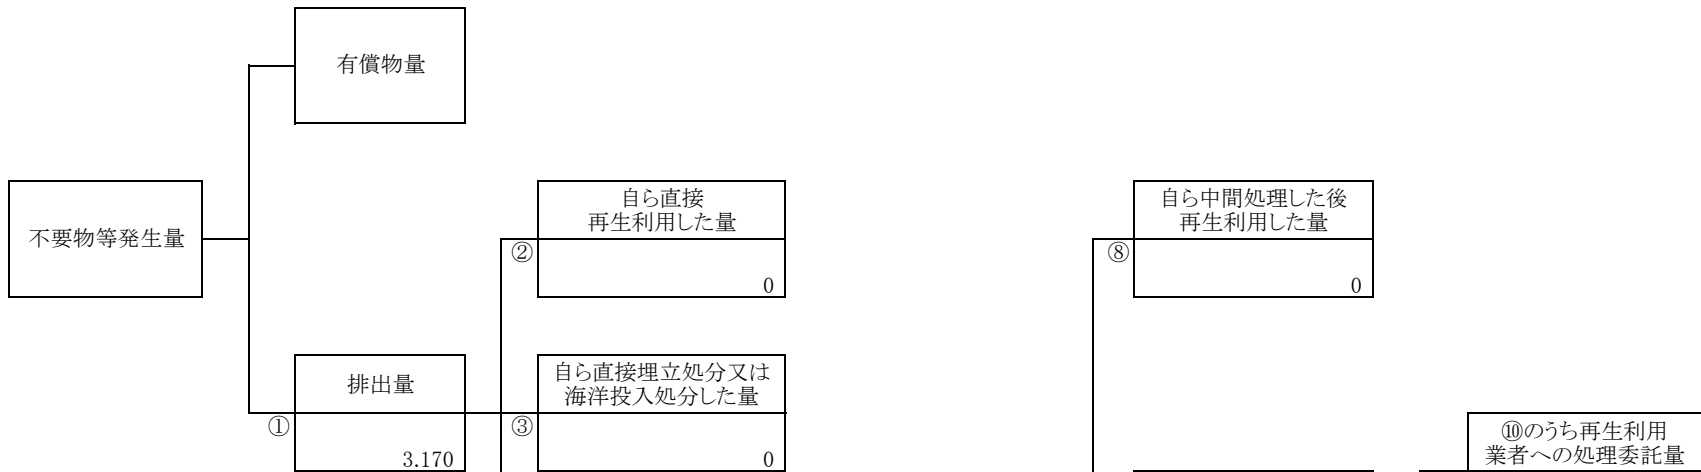 有償物量
不要物等発生量
自ら直接
再生利用した量
②
0
自ら中間処理した後
再生利用した量
⑧
0
排出量
①
3.170
自ら直接埋立処分又は
海洋投入処分した量
③
0
⑩のうち再生利用
業者への処理委託量